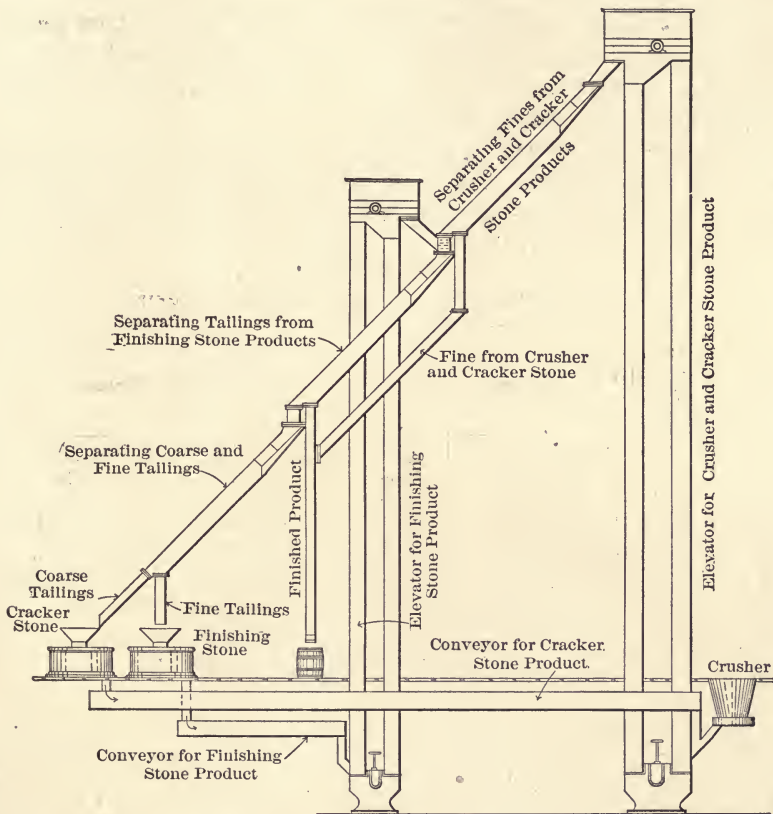 Separating Fines from
Crusher and Cracker
Stone Products
Separating Tailings from
Finishing Stone Products
Fine from Crusher
and Cracker Stone
Separating Coarse and
Fine Tailings
Finished Product
Elevator for Finishing
Stone Product
Elevator for Crusher and Cracker Stone Product
Coarse
Tailings
Cracker
Stone
Fine Tailings
Finishing
Stone
Conveyor for Cracker
Stone Product
Crusher
Conveyor for Finishing
Stone Product